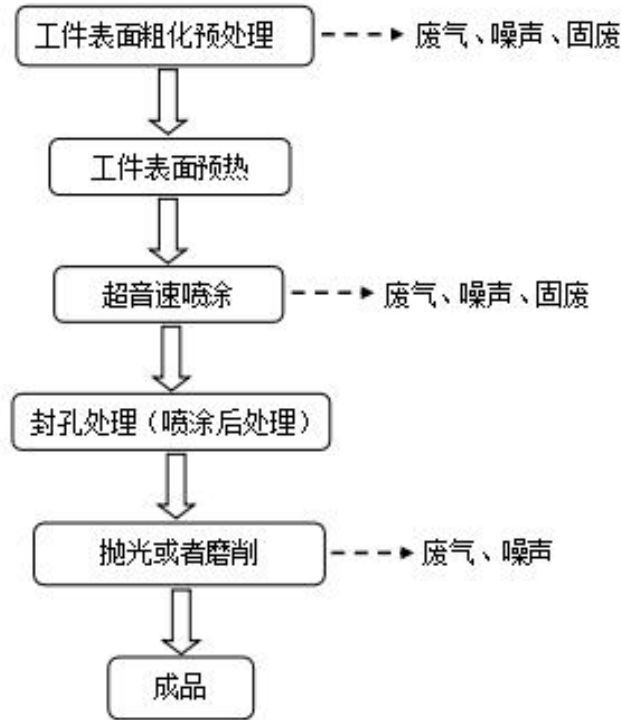 工件表面粗化预处理
废气、噪声、固废
工件表面预热
超音速喷涂
废气、噪声、固废
封孔处理（喷涂后处理）
抛光或者磨削
废气、噪声
成品